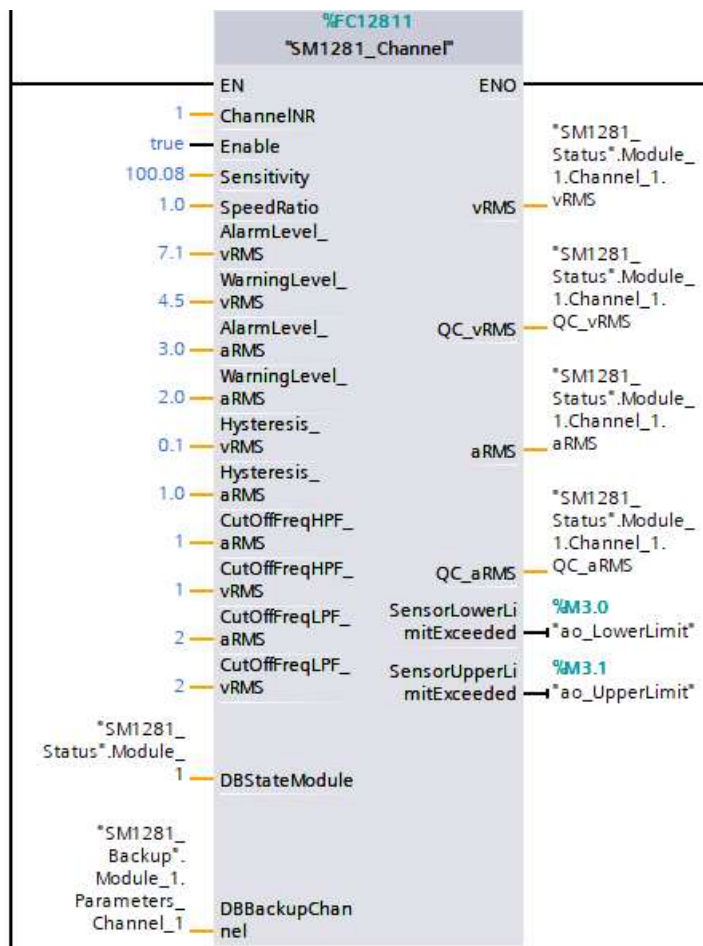 %FC12811
"SM1281_Channel"
EN
ENO
1
ChannelNR
true
Enable
100.08
Sensitivity
1.0
SpeedRatio
vRMS
"SM1281_
Status".Module_
1.Channel_1.
vRMS
7.1
AlarmLevel_
vRMS
4.5
WarningLevel_
vRMS
QC_vRMS
"SM1281_
Status".Module_
1.Channel_1.
QC_vRMS
3.0
AlarmLevel_
aRMS
2.0
WarningLevel_
aRMS
0.1
Hysteresis_
vRMS
aRMS
"SM1281_
Status".Module_
1.Channel_1.
aRMS
1.0
Hysteresis_
aRMS
1
CutOffFreqHPF_
aRMS
1
CutOffFreqHPF_
vRMS
QC_aRMS
"SM1281_
Status".Module_
1.Channel_1.
QC_aRMS
2
CutOffFreqLPF_
aRMS
SensorLowerLi
mitExceeded
%M3.0
"ao_LowerLimit"
2
CutOffFreqLPF_
vRMS
SensorUpperLi
mitExceeded
%M3.1
"ao_UpperLimit"
"SM1281_
Status".Module_
1
DBStateModule
"SM1281_
Backup".
Module_1.
Parameters_
Channel_1
DBBackupChan
nel